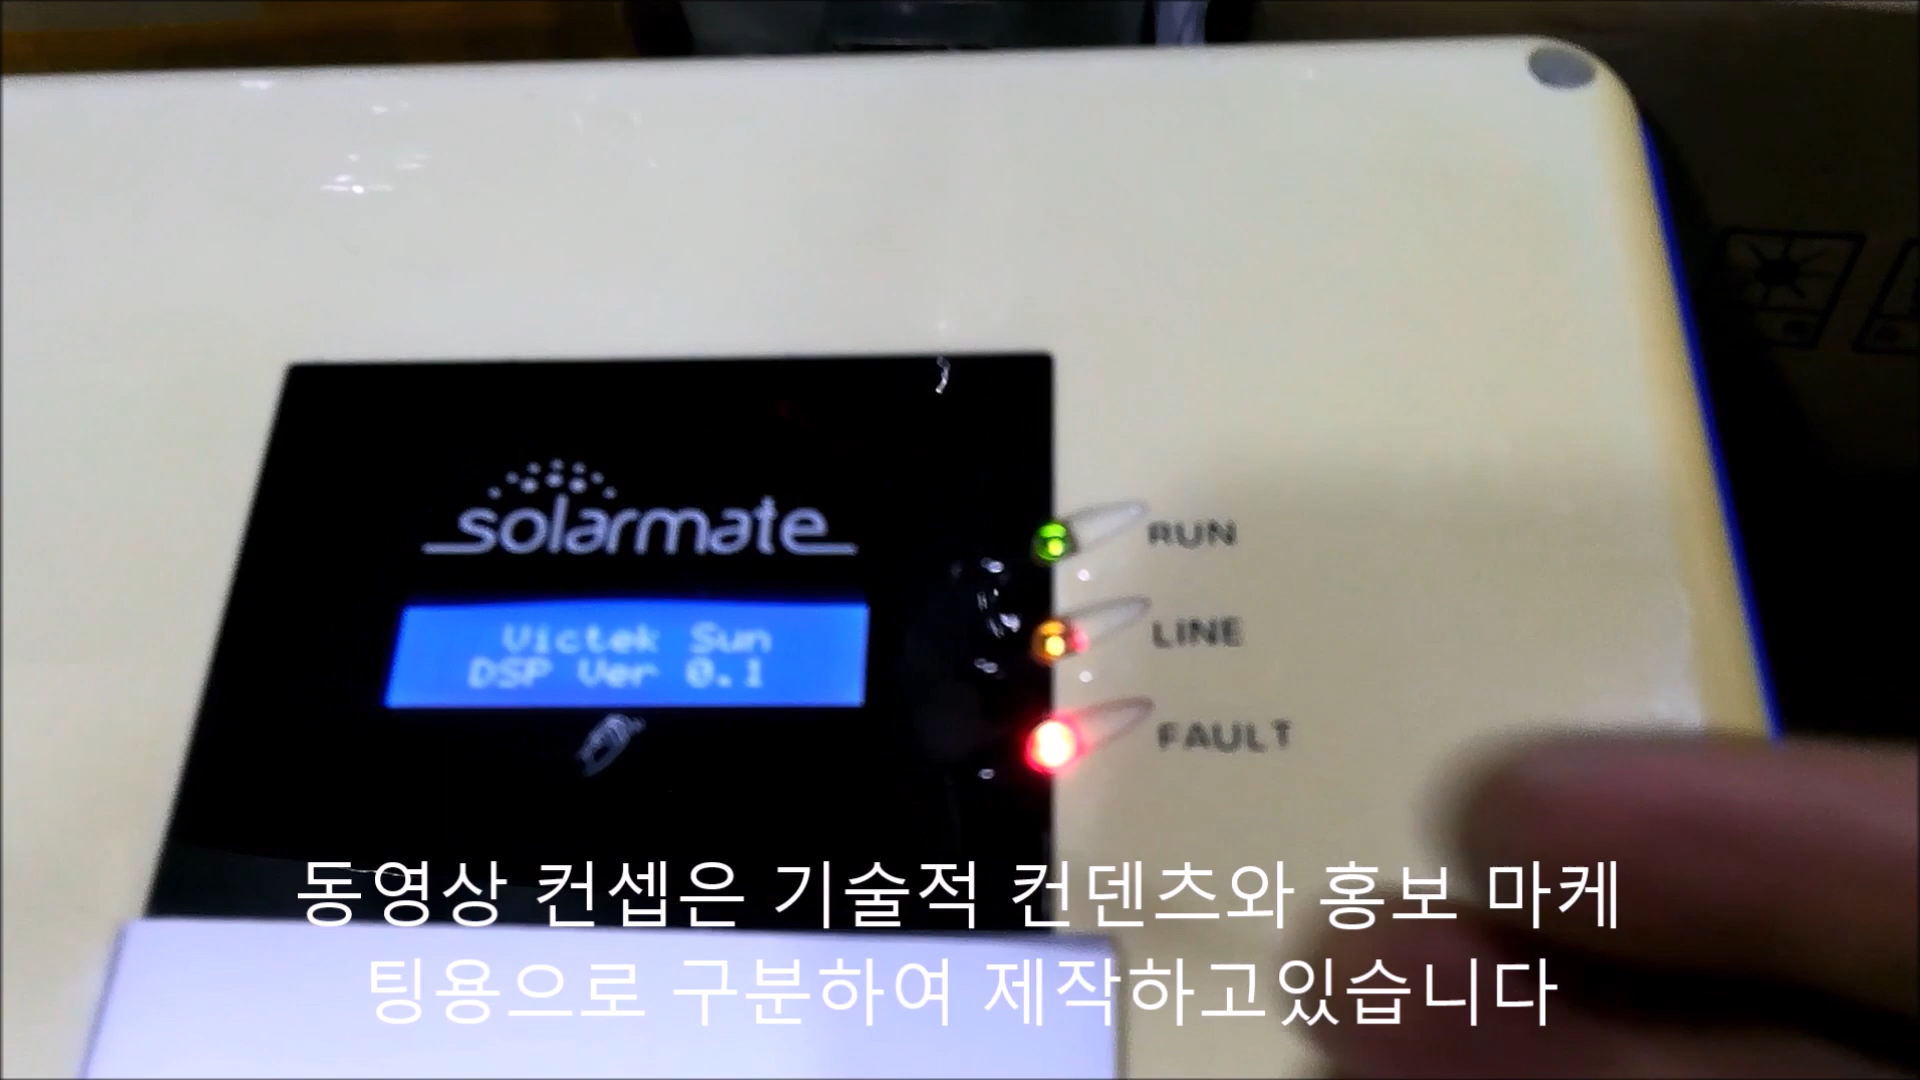 solarmate
Victek Sun
DSP Ver 0.1
RUN
LINE
FAULT
동영상 컨셉은 기술적 컨덴츠와 홍보 마케
팅용으로 구분하여 제작하고있습니다